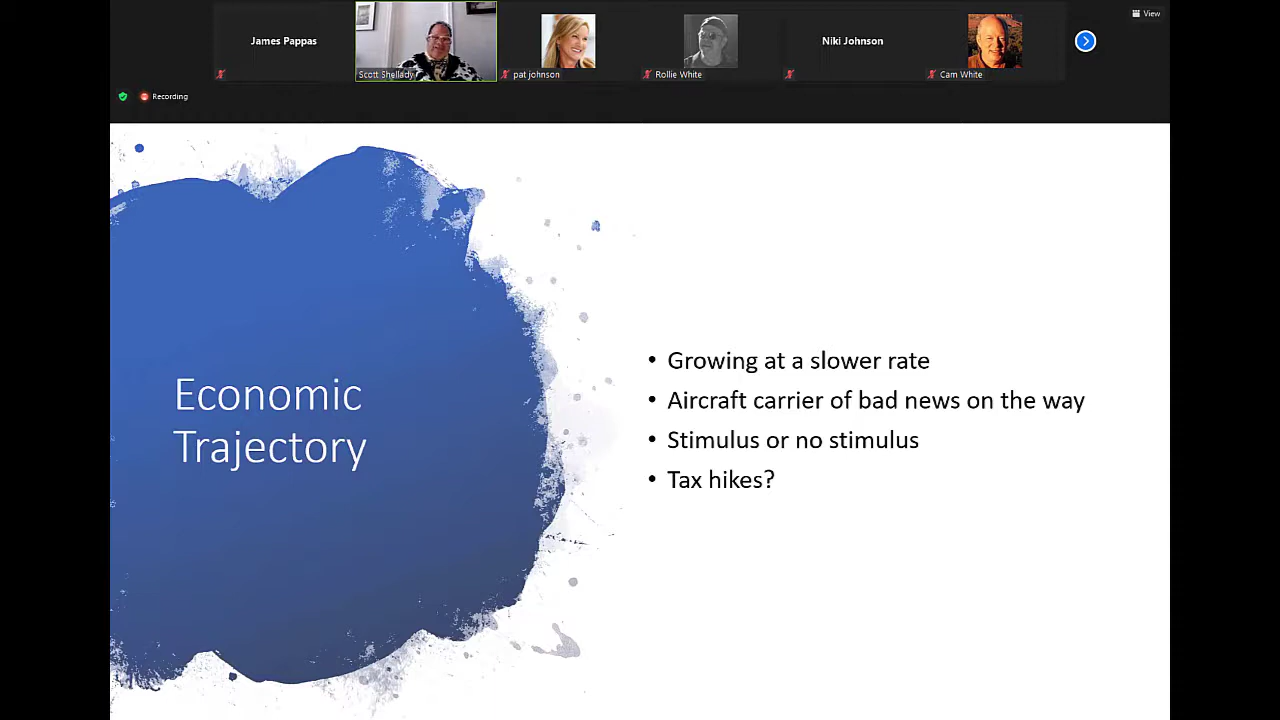 James Pappas
Scott Shellady
pat johnson
Rollie White
Niki Johnson
Cam White
View
Recording
Economic
Trajectory
• Growing at a slower rate
• Aircraft carrier of bad news on the way
• Stimulus or no stimulus
• Tax hikes?